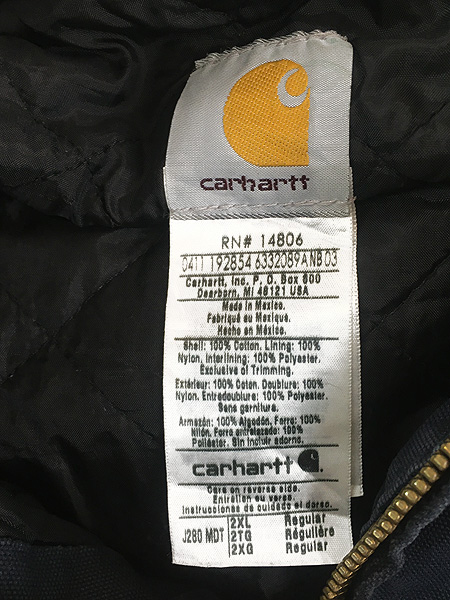 carhartt
RN# 14806
0411 192854 6332089ANB 03
Carhartt, Inc. P.O. Box 600
Dearborn, MI 48121 USA
Made in Mexico.
Fabriqué au Mexique.
Hecho en México.
Shell: 100% Cotton. Lining: 100%
Nylon. Interlining: 100% Polyester.
Exclusive of Trimming.
Extérieur: 100% Coton. Doublure: 100%
Nylon. Entredoublure: 100% Polyester.
Sans garniture.
Armazón: 100% Algodón. Forro: 100%
Nilón. Forro entrelazado: 100%
Poliéster. Sin incluir adorno.
carhartt
Care on reverse side.
Entretien au verso.
Instrucciones de cuidado al dorso.
J280 MDT 2XL Regular
2TG Régulière
2XG Regular